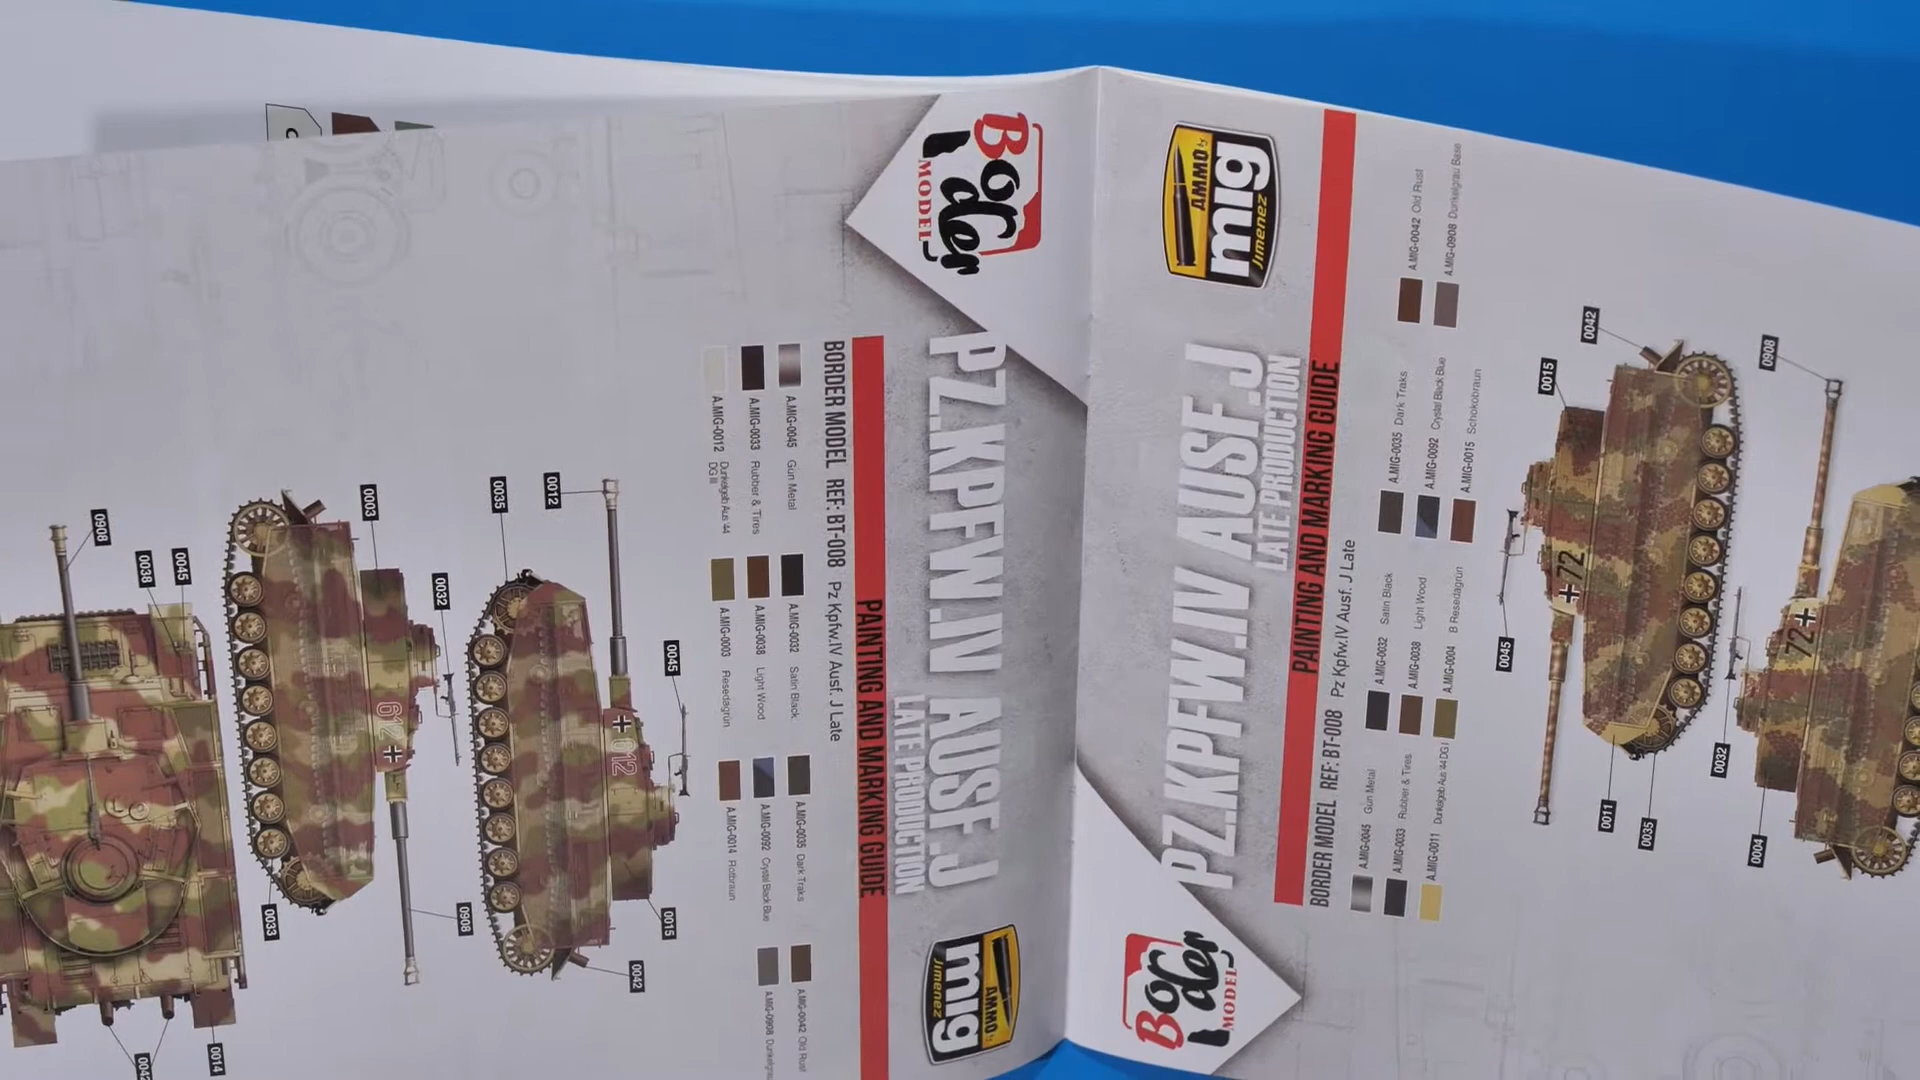 Border
MODEL
PZ.KPFW.IV AUSF.J
LATE PRODUCTION
AMMO by
mig
Jimenez
PAINTING AND MARKING GUIDE
BORDER MODEL REF: BT-008 Pz Kpfw.IV Ausf. J Late
A.MIG-0045 Gun Metal
A.MIG-0032 Satin Black
A.MIG-0035 Dark Traks
A.MIG-0042 Old Rust
A.MIG-0033 Rubber & Tires
A.MIG-0038 Light Wood
A.MIG-0092 Crystal Black Blue
A.MIG-0908 Dunkelgrau
A.MIG-0012 Dunkelgelb Aus '44
DG III
A.MIG-0003 Resedagrün
A.MIG-0014 Rotbraun
0012
0035
0045
612
0015
0042
0003
0032
612
0033
0908
0908
0038
0045
0042
0014
AMMO by
mig
Jimenez
PZ.KPFW.IV AUSF.J
LATE PRODUCTION
Border
MODEL
PAINTING AND MARKING GUIDE
BORDER MODEL REF: BT-008 Pz Kpfw.IV Ausf. J Late
A.MIG-0045 Gun Metal
A.MIG-0032 Satin Black
A.MIG-0035 Dark Traks
A.MIG-0042 Old Rust
A.MIG-0033 Rubber & Tires
A.MIG-0038 Light Wood
A.MIG-0092 Crystal Black Blue
A.MIG-0908 Dunkelgrau Base
A.MIG-0011 Dunkelgelb Aus '44 DG I
A.MIG-0004 B Resedagrün
A.MIG-0015 Schokobraun
0015
0042
0045
72
0011
0035
0908
72
0032
0004